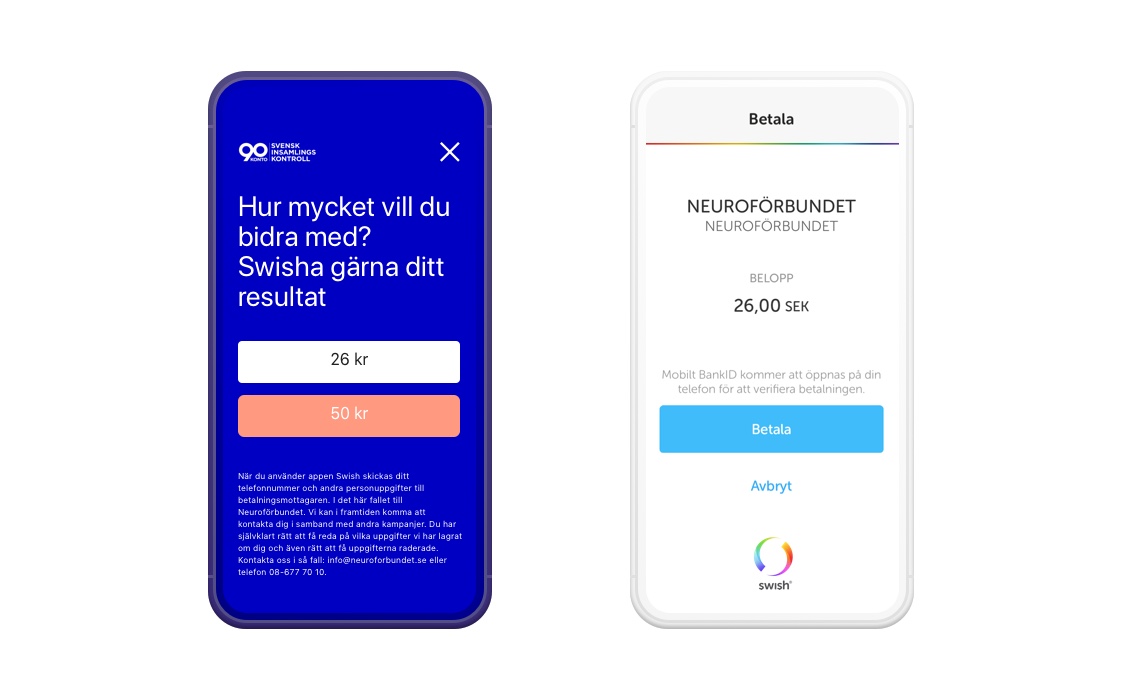 90 KONTO
SVENSK
INSAMLINGS
KONTROLL
Hur mycket vill du
bidra med?
Swisha gärna ditt
resultat
26 kr
50 kr
När du använder appen Swish skickas ditt
telefonnummer och andra personuppgifter till
betalningsmottagaren. I det här fallet till
Neuroförbundet. Vi kan i framtiden komma att
kontakta dig i samband med andra kampanjer. Du har
självklart rätt att få reda på vilka uppgifter vi har lagrat
om dig och även rätt att få uppgifterna raderade.
Kontakta oss i så fall: info@neuroforbundet.se eller
telefon 08-677 70 10.
Betala
NEUROFÖRBUNDET
NEUROFÖRBUNDET
BELOPP
26,00 SEK
Mobilt BankID kommer att öppnas på din
telefon för att verifiera betalningen.
Betala
Avbryt
swish®